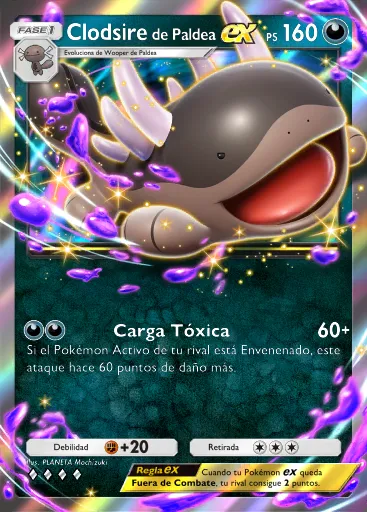 FASE 1
Clodsire de Paldea ex PS 160
Evoluciona de Wooper de Paldea
Carga Tóxica 60+
Si el Pokémon Activo de tu rival está Envenenado, este
ataque hace 60 puntos de daño más.
Debilidad +20 Retirada
Ilus. PLANETA Mochizuki
Regla ex Cuando tu Pokémon ex queda
Fuera de Combate, tu rival consigue 2 puntos.